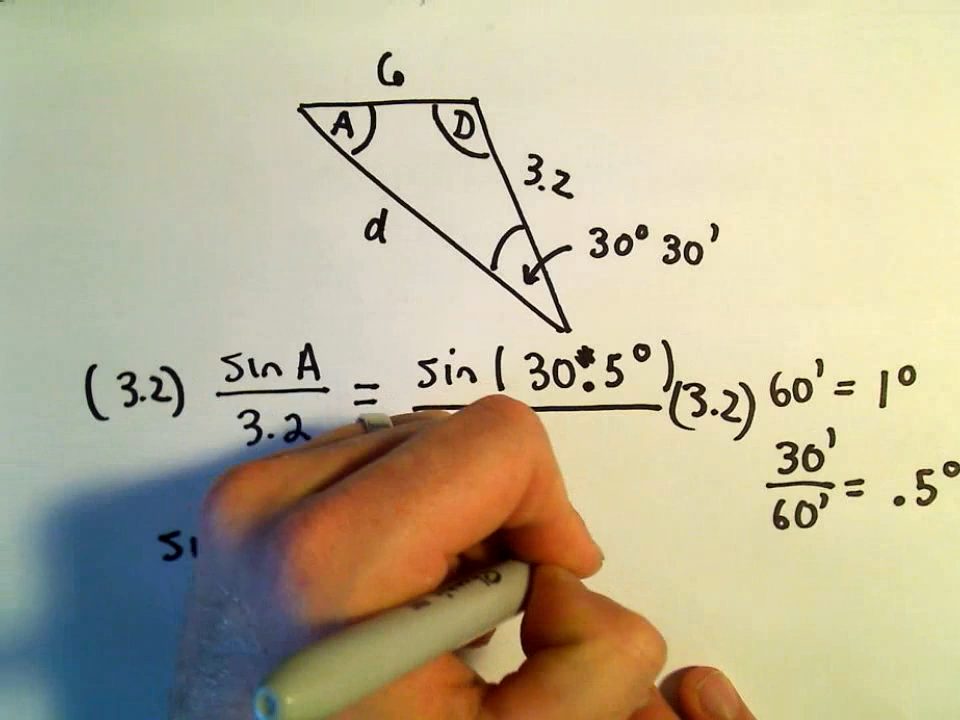 6
A D
3.2
d
30° 30'
(3.2) sin A / 3.2 = sin(30.5°) (3.2)
60' = 1°
30' / 60' = .5°